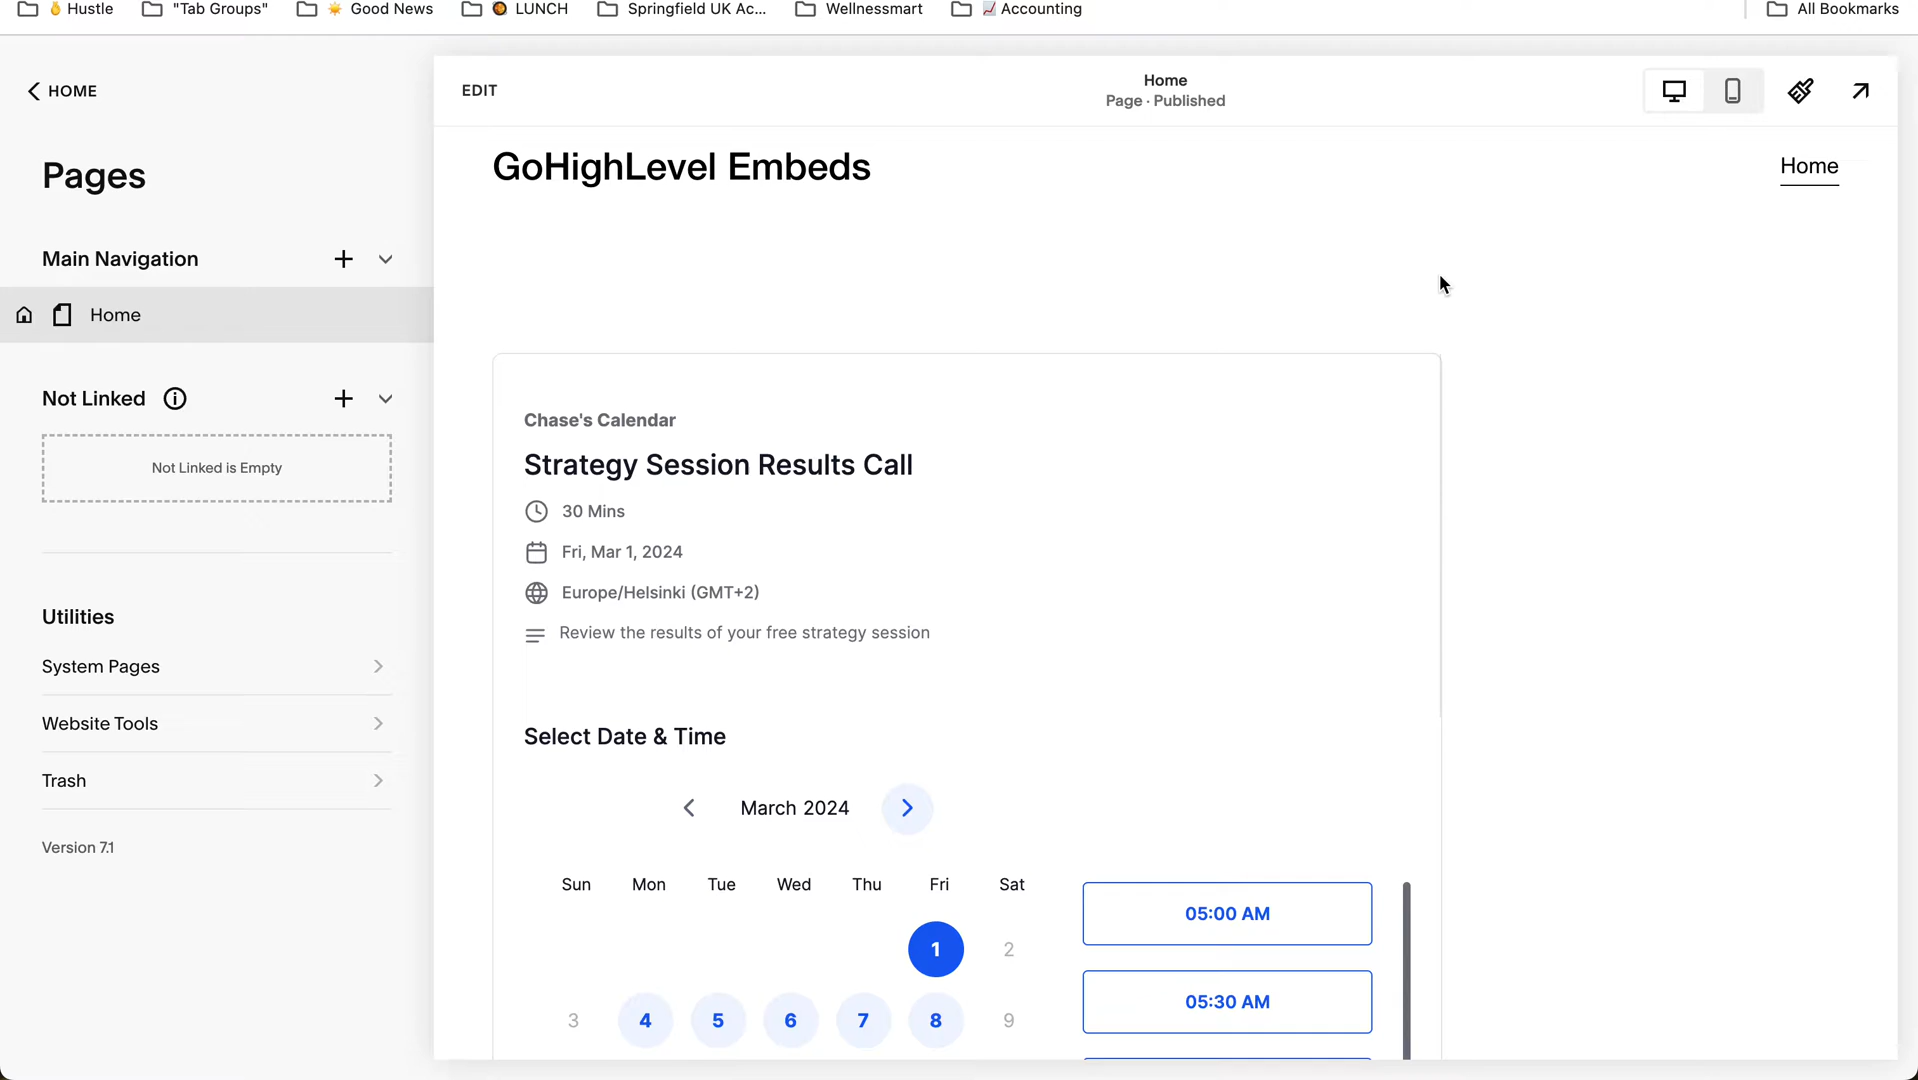 Hustle
"Tab Groups"
Good News
LUNCH
Springfield UK Ac...
Wellnessmart
Accounting
All Bookmarks
HOME
EDIT
Home
Page · Published
Pages
GoHighLevel Embeds
Home
Main Navigation
Home
Not Linked
Not Linked is Empty
Utilities
System Pages
Website Tools
Trash
Version 7.1
Chase's Calendar
Strategy Session Results Call
30 Mins
Fri, Mar 1, 2024
Europe/Helsinki (GMT+2)
Review the results of your free strategy session
Select Date & Time
March 2024
Sun Mon Tue Wed Thu Fri Sat
1 2
3 4 5 6 7 8 9
05:00 AM
05:30 AM